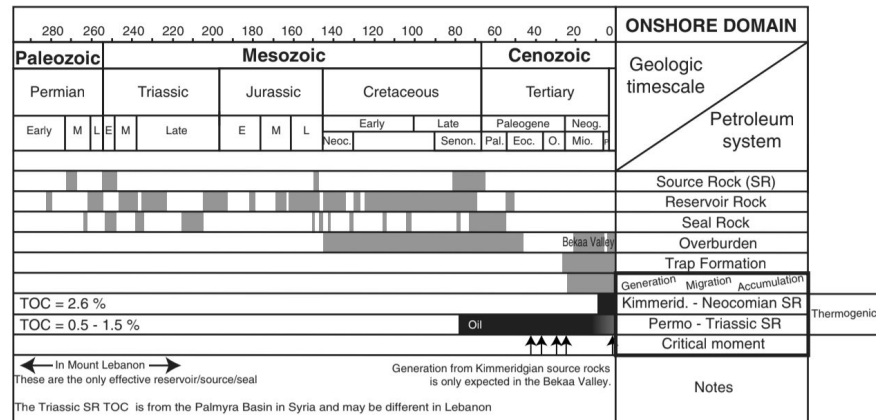 280 260 240 220 200 180 160 140 120 100 80 60 40 20 0 ONSHORE DOMAIN
Paleozoic Mesozoic Cenozoic
Geologic timescale
Petroleum system
Permian Triassic Jurassic Cretaceous Tertiary
Early Late Paleogene Neog.
Early M L E M Late E M L
Neoc. Senon. Pal. Eoc. O. Mio.
Source Rock (SR)
Reservoir Rock
Seal Rock
Bekaa Valley Overburden
Trap Formation
Generation Migration Accumulation
TOC = 2.6 % Kimmerid. - Neocomian SR
Thermogenic
TOC = 0.5 - 1.5 % Oil Permo - Triassic SR
Critical moment
In Mount Lebanon
These are the only effective reservoir/source/seal
Generation from Kimmeridgian source rocks
is only expected in the Bekaa Valley.
Notes
The Triassic SR TOC is from the Palmyra Basin in Syria and may be different in Lebanon